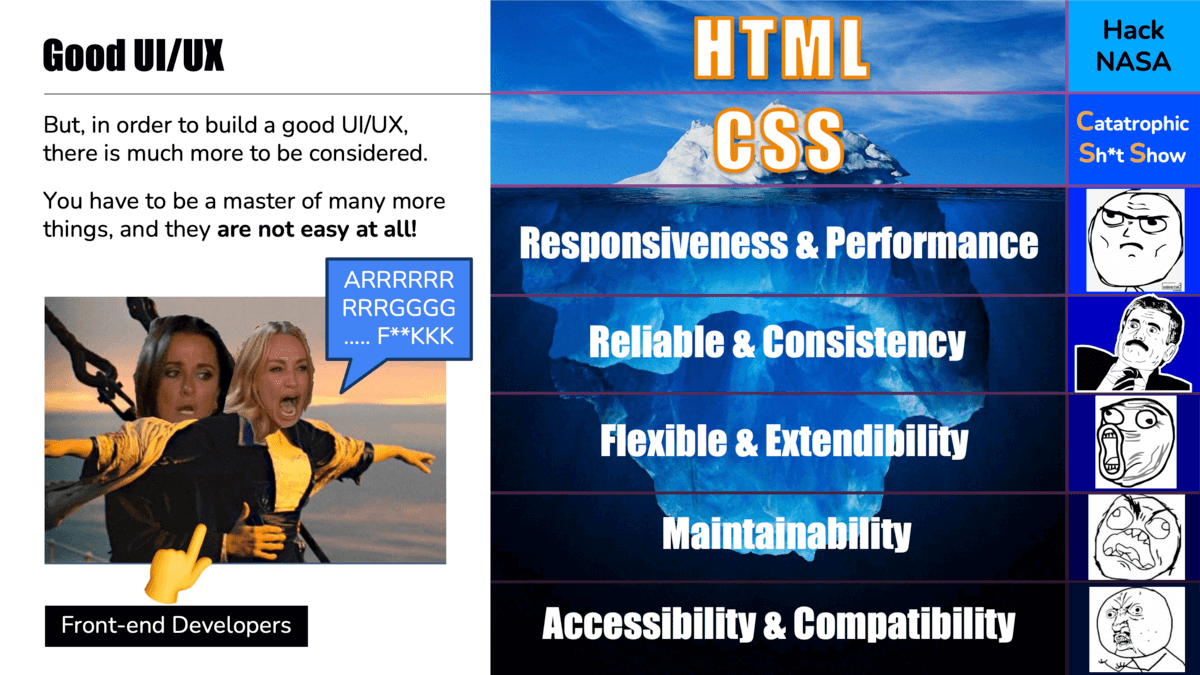 Good UI/UX
But, in order to build a good UI/UX,
there is much more to be considered.
You have to be a master of many more
things, and they are not easy at all!
ARRRRRR
RRRGGGG
..... F**KKK
Front-end Developers
HTML
Hack
NASA
CSS
Catatrophic
Sh*t Show
Responsiveness & Performance
Reliable & Consistency
Flexible & Extendibility
Maintainability
Accessibility & Compatibility